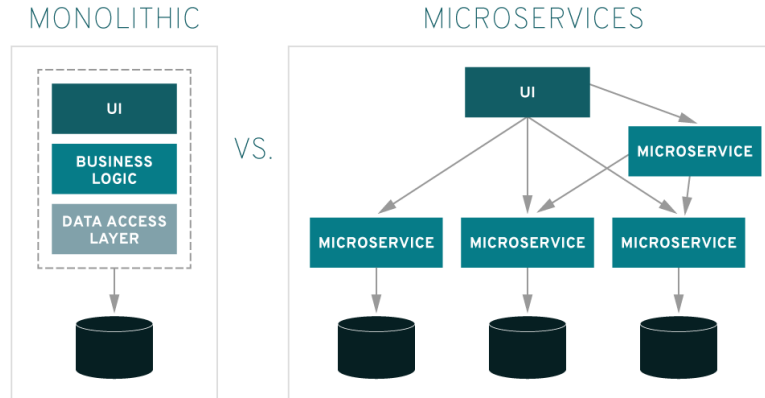 MONOLITHIC
UI
BUSINESS
LOGIC
DATA ACCESS
LAYER
VS.
MICROSERVICES
UI
MICROSERVICE
MICROSERVICE
MICROSERVICE
MICROSERVICE